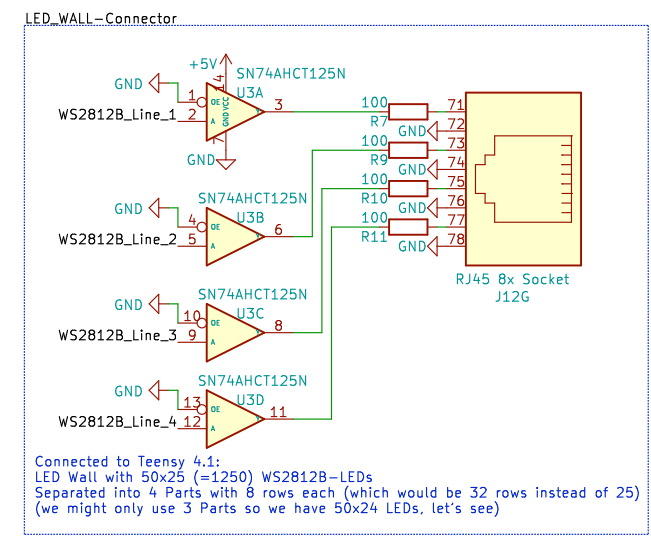 LED_WALL-Connector
+5V
SN74AHCT125N
U3A
GND
14
1
OE
VCC
GND
WS2812B_Line_1
2
A
3
7
GND
100
R7
71
GND
72
100
R9
73
GND
74
100
R10
75
GND
76
100
R11
77
GND
78
RJ45 8x Socket
J12G
SN74AHCT125N
U3B
GND
4
OE
WS2812B_Line_2
5
A
6
SN74AHCT125N
U3C
GND
10
OE
WS2812B_Line_3
9
A
8
SN74AHCT125N
U3D
GND
13
OE
WS2812B_Line_4
12
A
11
Connected to Teensy 4.1:
LED Wall with 50x25 (=1250) WS2812B-LEDs
Separated into 4 Parts with 8 rows each (which would be 32 rows instead of 25)
(we might only use 3 Parts so we have 50x24 LEDs, let's see)